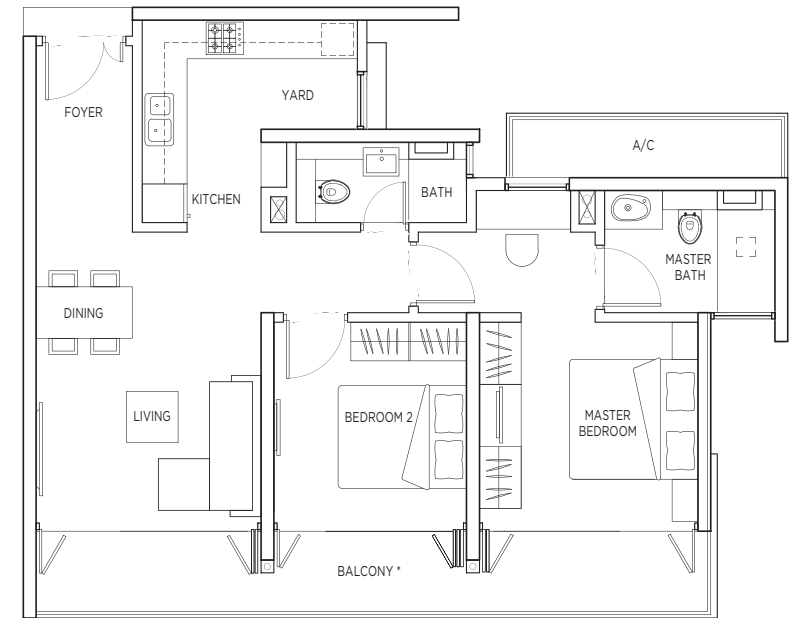 FOYER
YARD
KITCHEN
BATH
A/C
MASTER
BATH
DINING
LIVING
BEDROOM 2
MASTER
BEDROOM
BALCONY *